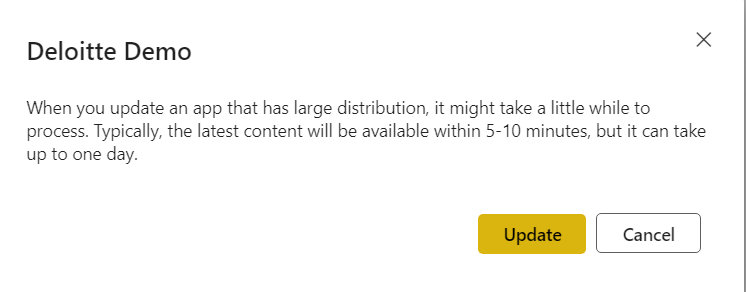 Deloitte Demo
When you update an app that has large distribution, it might take a little while to
process. Typically, the latest content will be available within 5-10 minutes, but it can take
up to one day.
Update
Cancel